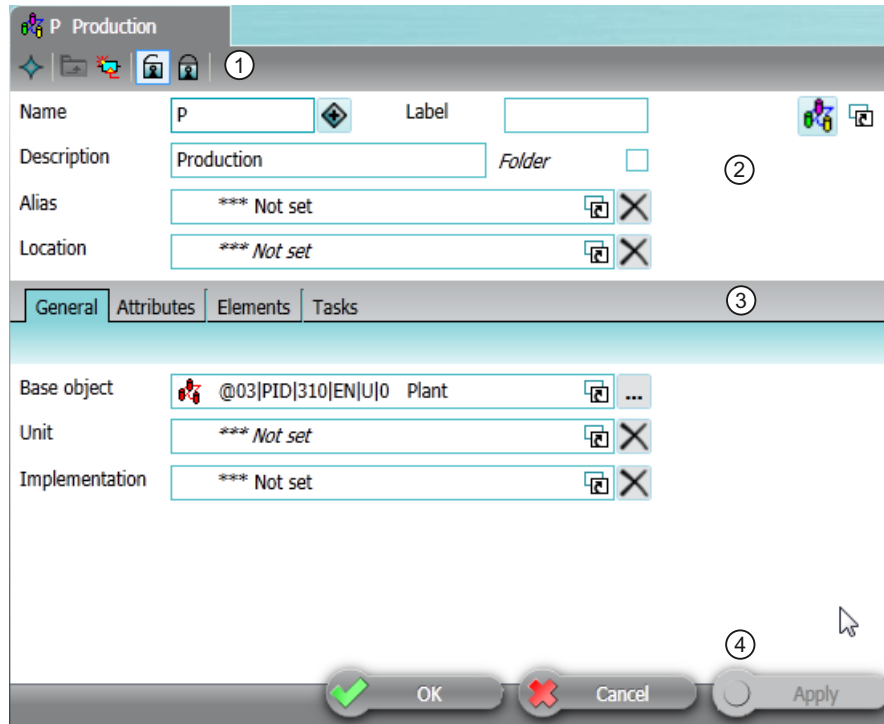 P Production
1
Name P Label
Description Production Folder
2
Alias *** Not set
Location *** Not set
General Attributes Elements Tasks 3
Base object @03|PID|310|EN|U|0 Plant ...
Unit *** Not set
Implementation *** Not set
4
OK Cancel Apply